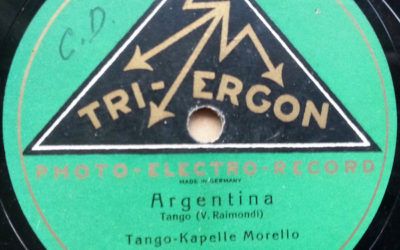 C.D.
TRI-ERGON
PHOTO-ELECTRO-RECORD
MADE IN GERMANY
Argentina
Tango (V. Raimondi)
Tango-Kapelle Morello